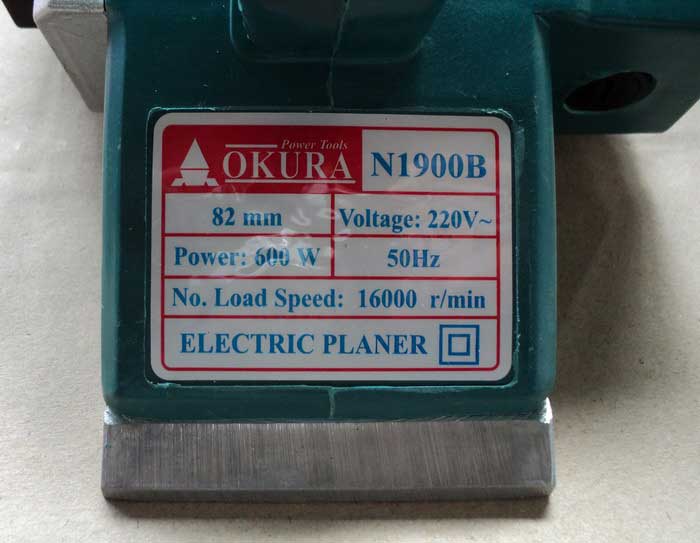 Power Tools
OKURA N1900B
82 mm Voltage: 220V~
Power: 600 W 50Hz
No. Load Speed: 16000 r/min
ELECTRIC PLANER